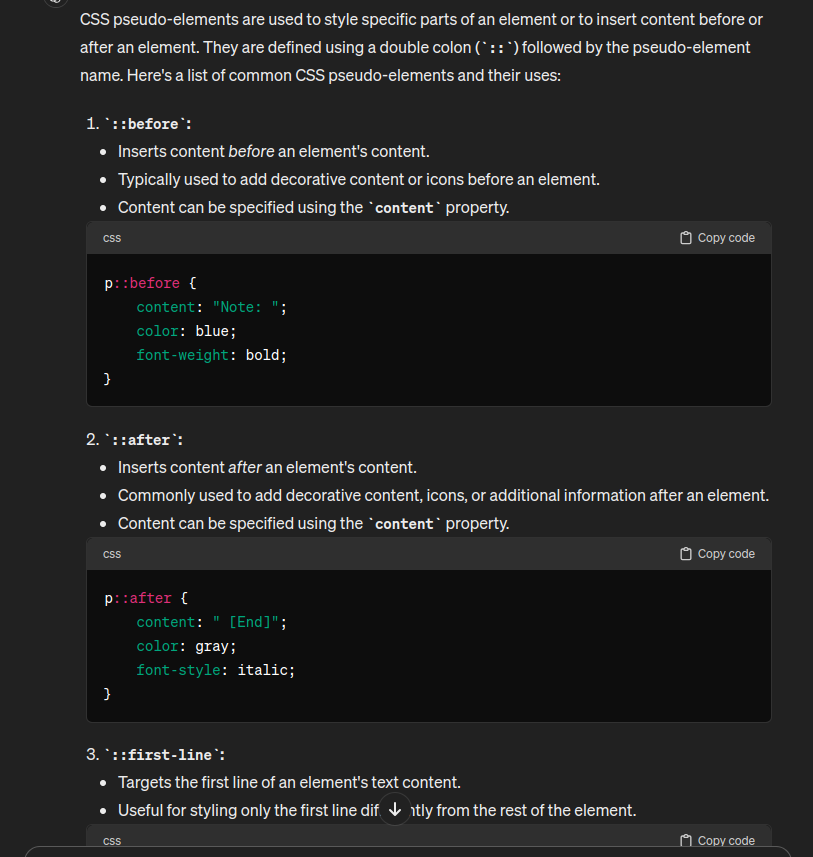 CSS pseudo-elements are used to style specific parts of an element or to insert content before or
after an element. They are defined using a double colon (`::`) followed by the pseudo-element
name. Here's a list of common CSS pseudo-elements and their uses:
1. `::before`:
• Inserts content before an element's content.
• Typically used to add decorative content or icons before an element.
• Content can be specified using the `content` property.
css Copy code
p::before {
    content: "Note: ";
    color: blue;
    font-weight: bold;
}
2. `::after`:
• Inserts content after an element's content.
• Commonly used to add decorative content, icons, or additional information after an element.
• Content can be specified using the `content` property.
css Copy code
p::after {
    content: " [End]";
    color: gray;
    font-style: italic;
}
3. `::first-line`:
• Targets the first line of an element's text content.
• Useful for styling only the first line from the rest of the element.
css Copy code